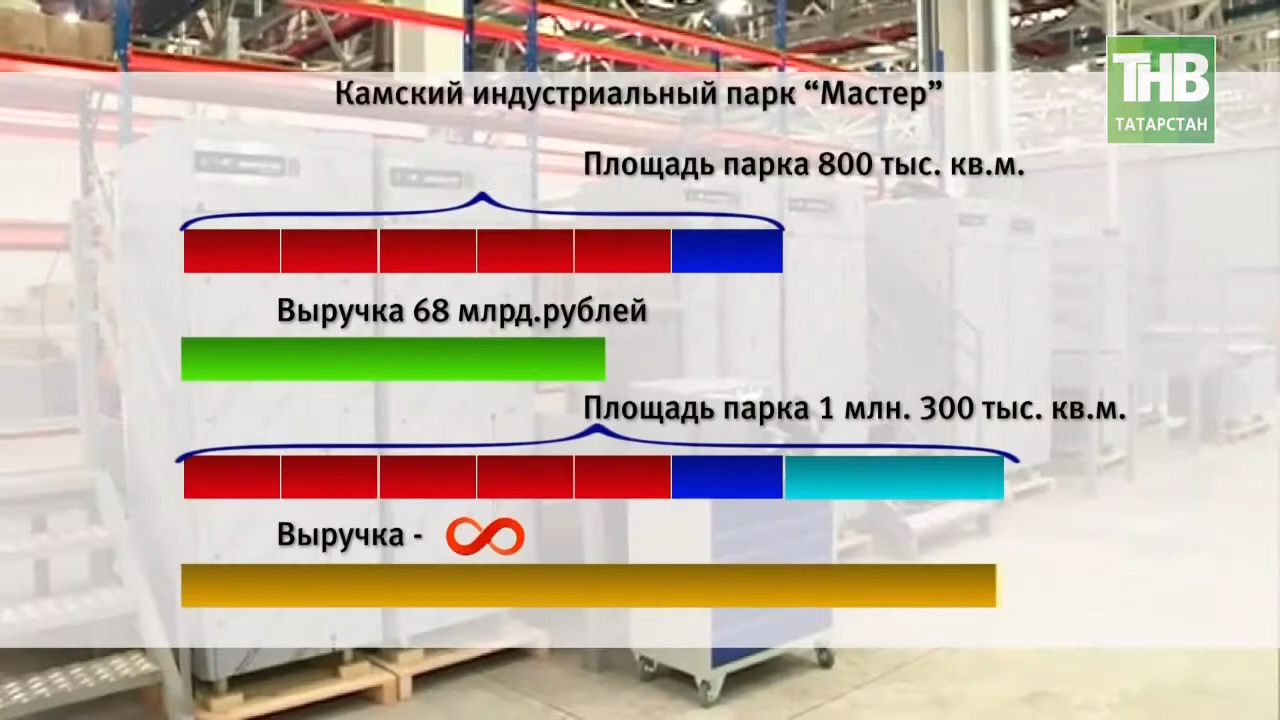 Камский индустриальный парк “Мастер”
ТНВ
ТАТАРСТАН
Площадь парка 800 тыс. кв.м.
Выручка 68 млрд.рублей
Площадь парка 1 млн. 300 тыс. кв.м.
Выручка - ∞